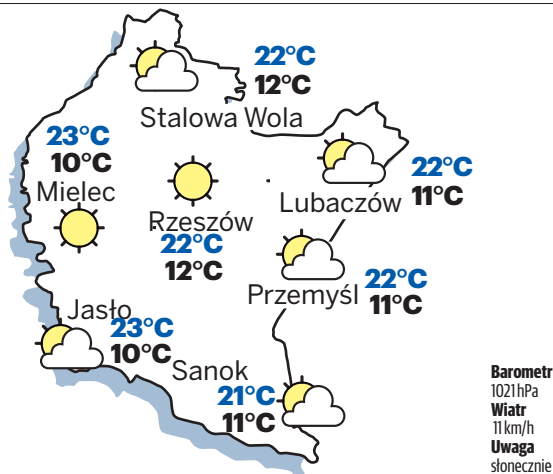 22°C
12°C
Stalowa Wola
23°C
10°C
Mielec
22°C
11°C
Lubaczów
Rzeszów
22°C
12°C
22°C
11°C
Przemyśl
Jasło
23°C
10°C
Sanok
21°C
11°C
Barometr
1021 hPa
Wiatr
11 km/h
Uwaga
słonecznie